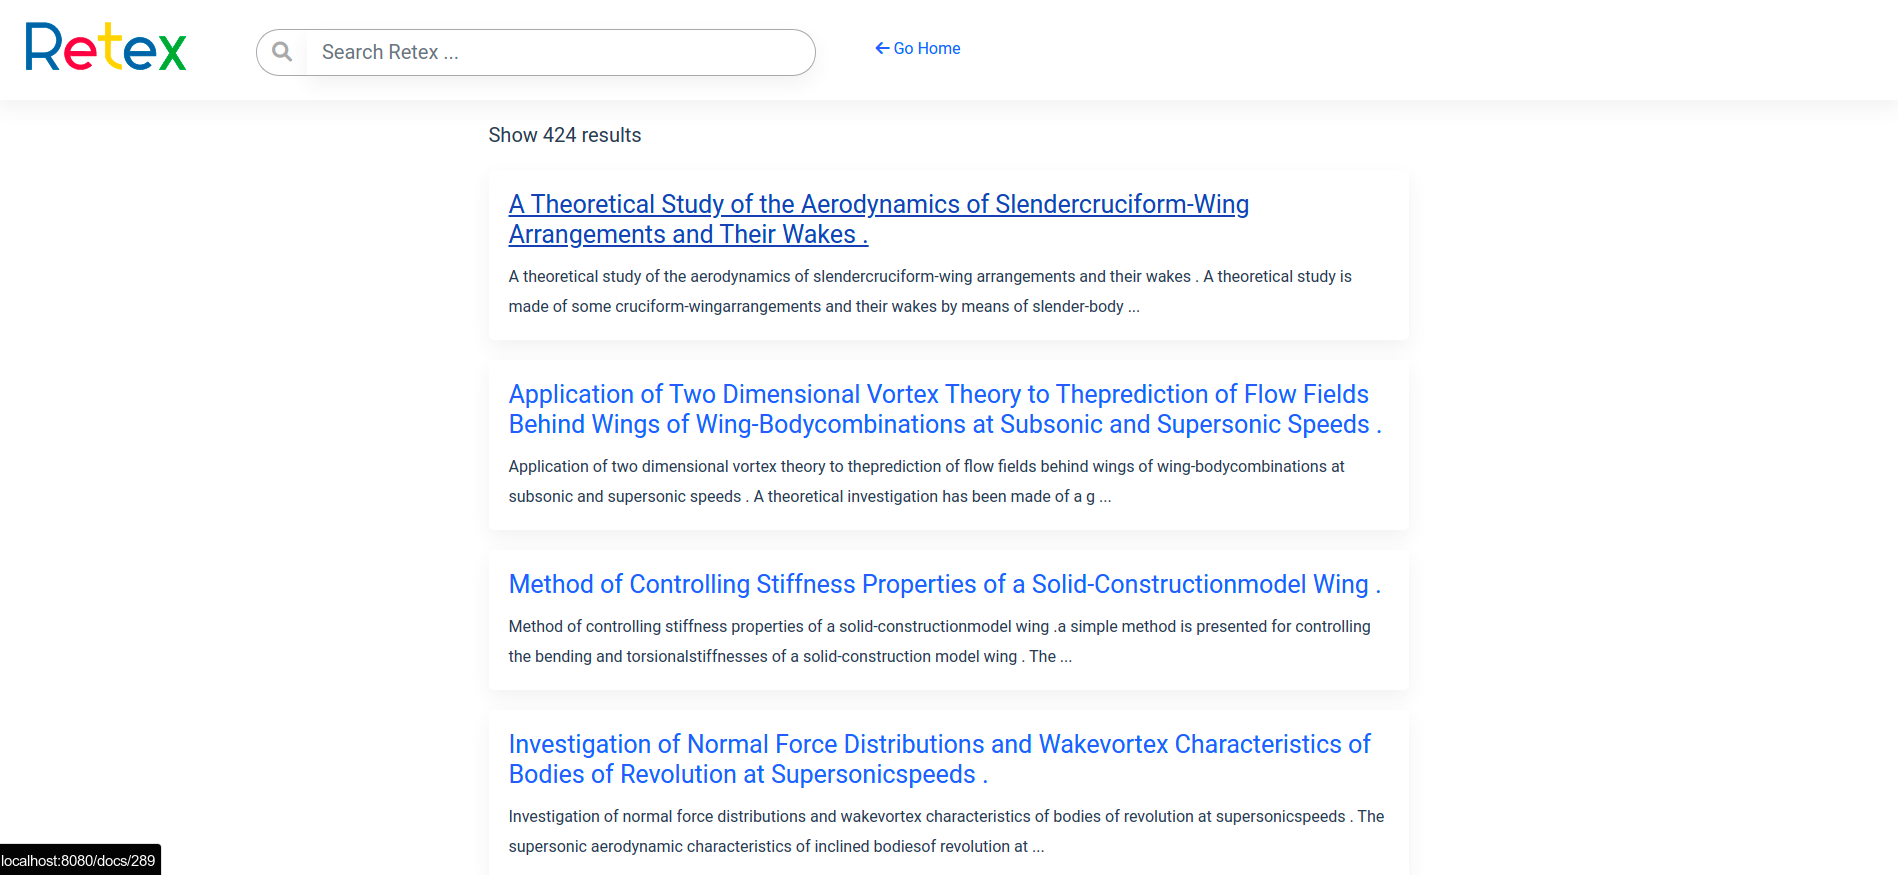 Retex
Search Retex ...
Go Home
Show 424 results
A Theoretical Study of the Aerodynamics of Slendercruciform-Wing
Arrangements and Their Wakes .
A theoretical study of the aerodynamics of slendercruciform-wing arrangements and their wakes . A theoretical study is
made of some cruciform-wingarrangements and their wakes by means of slender-body ...
Application of Two Dimensional Vortex Theory to Theprediction of Flow Fields
Behind Wings of Wing-Bodycombinations at Subsonic and Supersonic Speeds .
Application of two dimensional vortex theory to theprediction of flow fields behind wings of wing-bodycombinations at
subsonic and supersonic speeds . A theoretical investigation has been made of a g ...
Method of Controlling Stiffness Properties of a Solid-Constructionmodel Wing .
Method of controlling stiffness properties of a solid-constructionmodel wing .a simple method is presented for controlling
the bending and torsionalstiffnesses of a solid-construction model wing . The ...
Investigation of Normal Force Distributions and Wakevortex Characteristics of
Bodies of Revolution at Supersonicspeeds .
Investigation of normal force distributions and wakevortex characteristics of bodies of revolution at supersonicspeeds . The
supersonic aerodynamic characteristics of inclined bodiesof revolution at ...
localhost:8080/docs/289